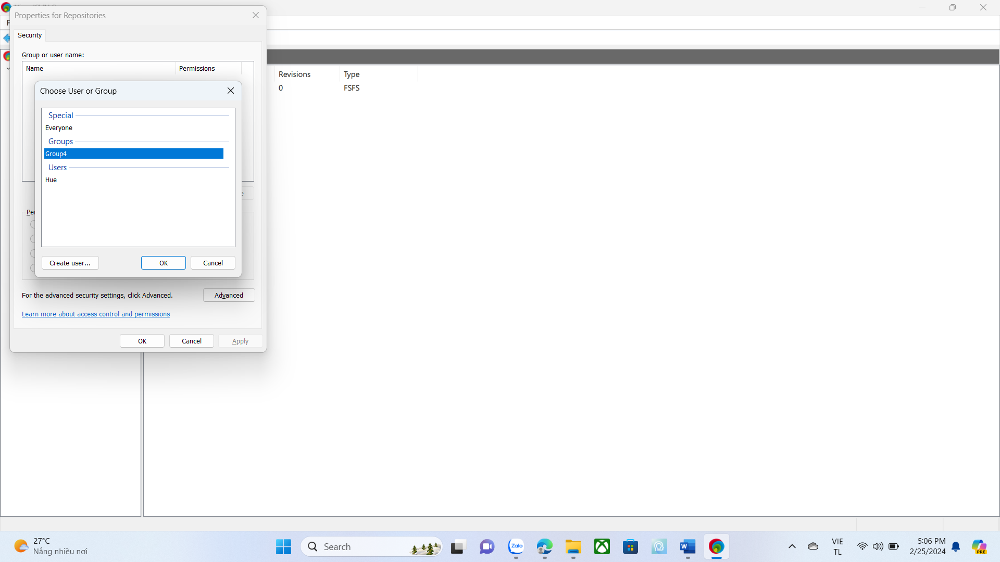 Properties for Repositories
Security
Group or user name:
Name Permissions
Choose User or Group
Special
Everyone
Groups
Group4
Users
Hue
Create user...
OK
Cancel
For the advanced security settings, click Advanced.
Advanced
Learn more about access control and permissions
OK
Cancel
Apply
Revisions Type
0 FSFS
27°C
Nắng nhiều nơi
Search
Zalo
VIE
TL
5:06 PM
2/25/2024
PRE